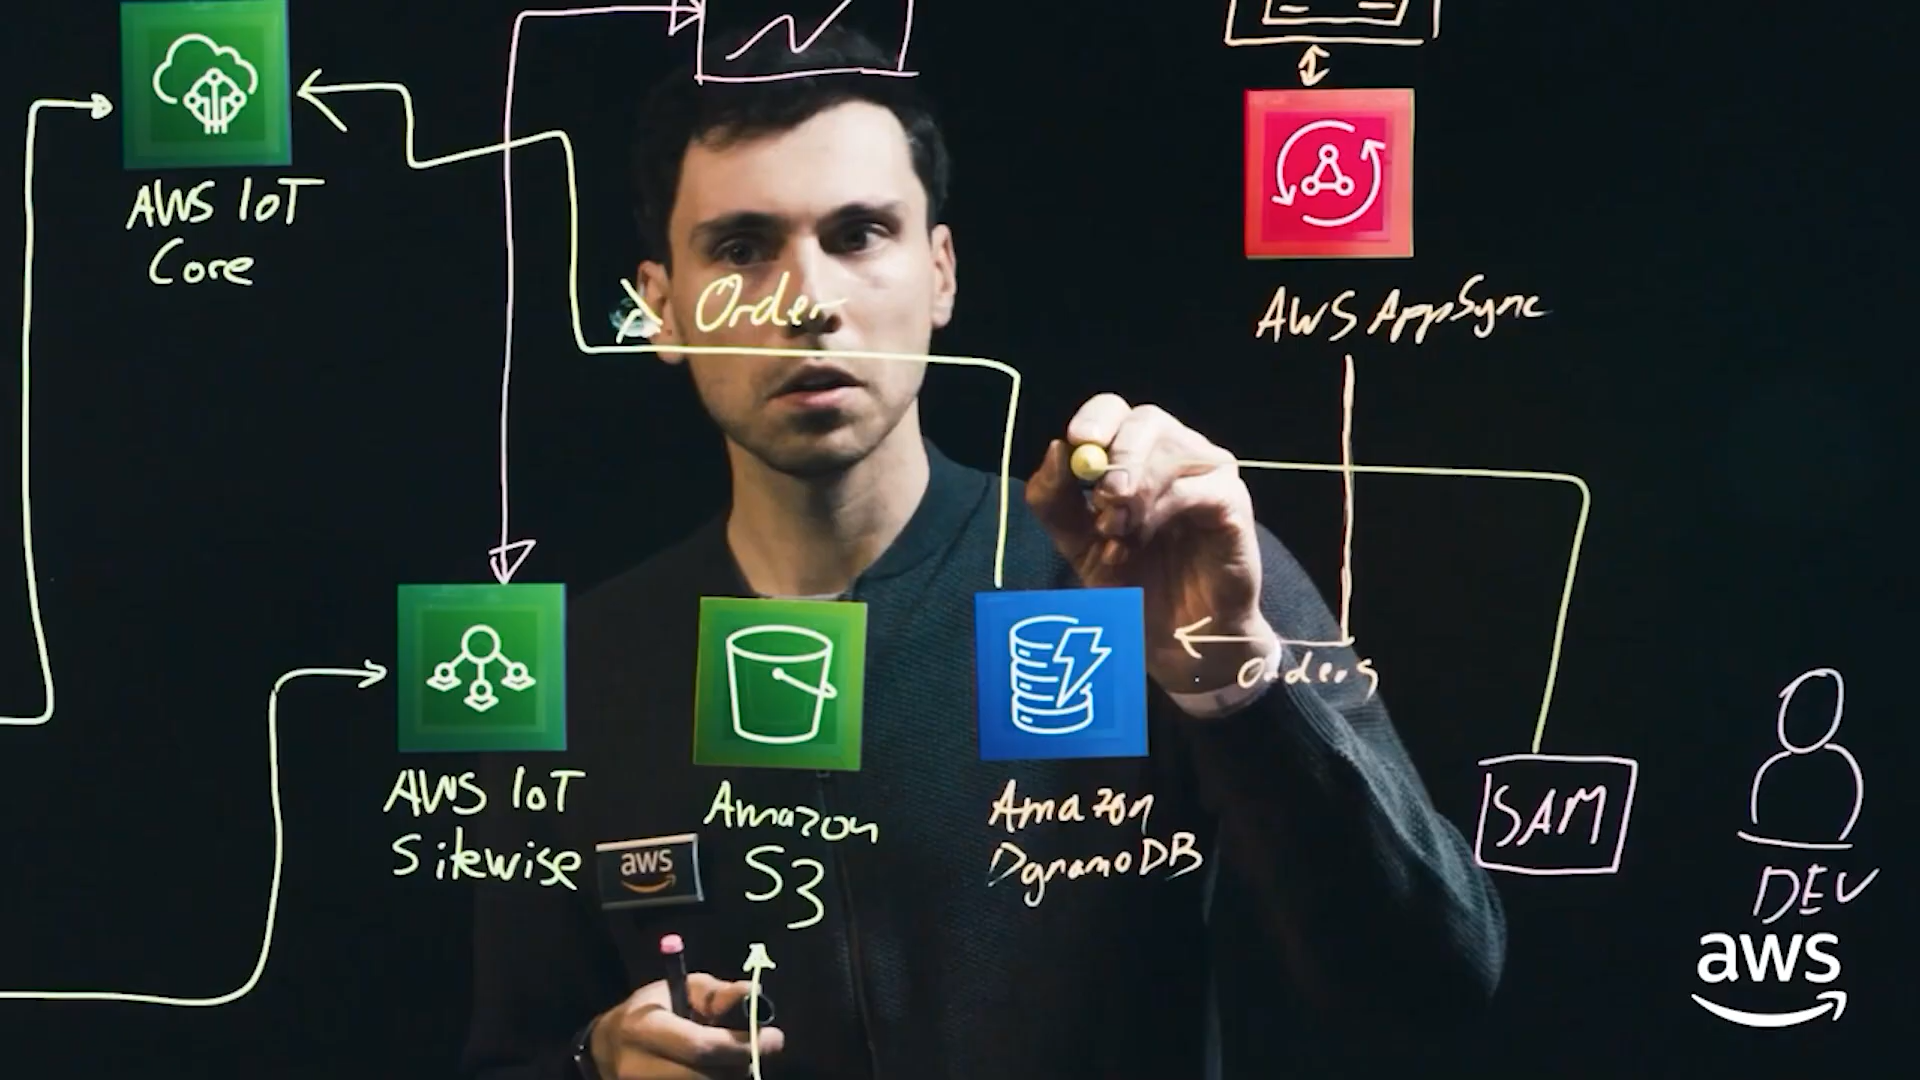 AWS IoT
Core
Order
AWS AppSync
Orders
AWS IoT
Sitewise
aws
Amazon
S3
Amazon
DynamoDB
SAM
DEV
aws